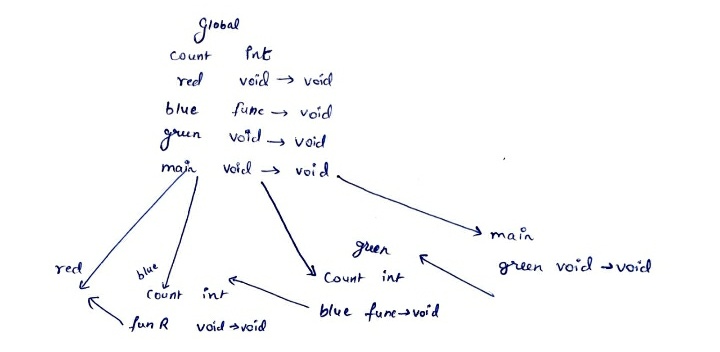 Global
count int
red void → void
blue func → void
green void → void
main void → void
main
green void → void
green
count int
blue func → void
red
blue
count int
fun R void → void